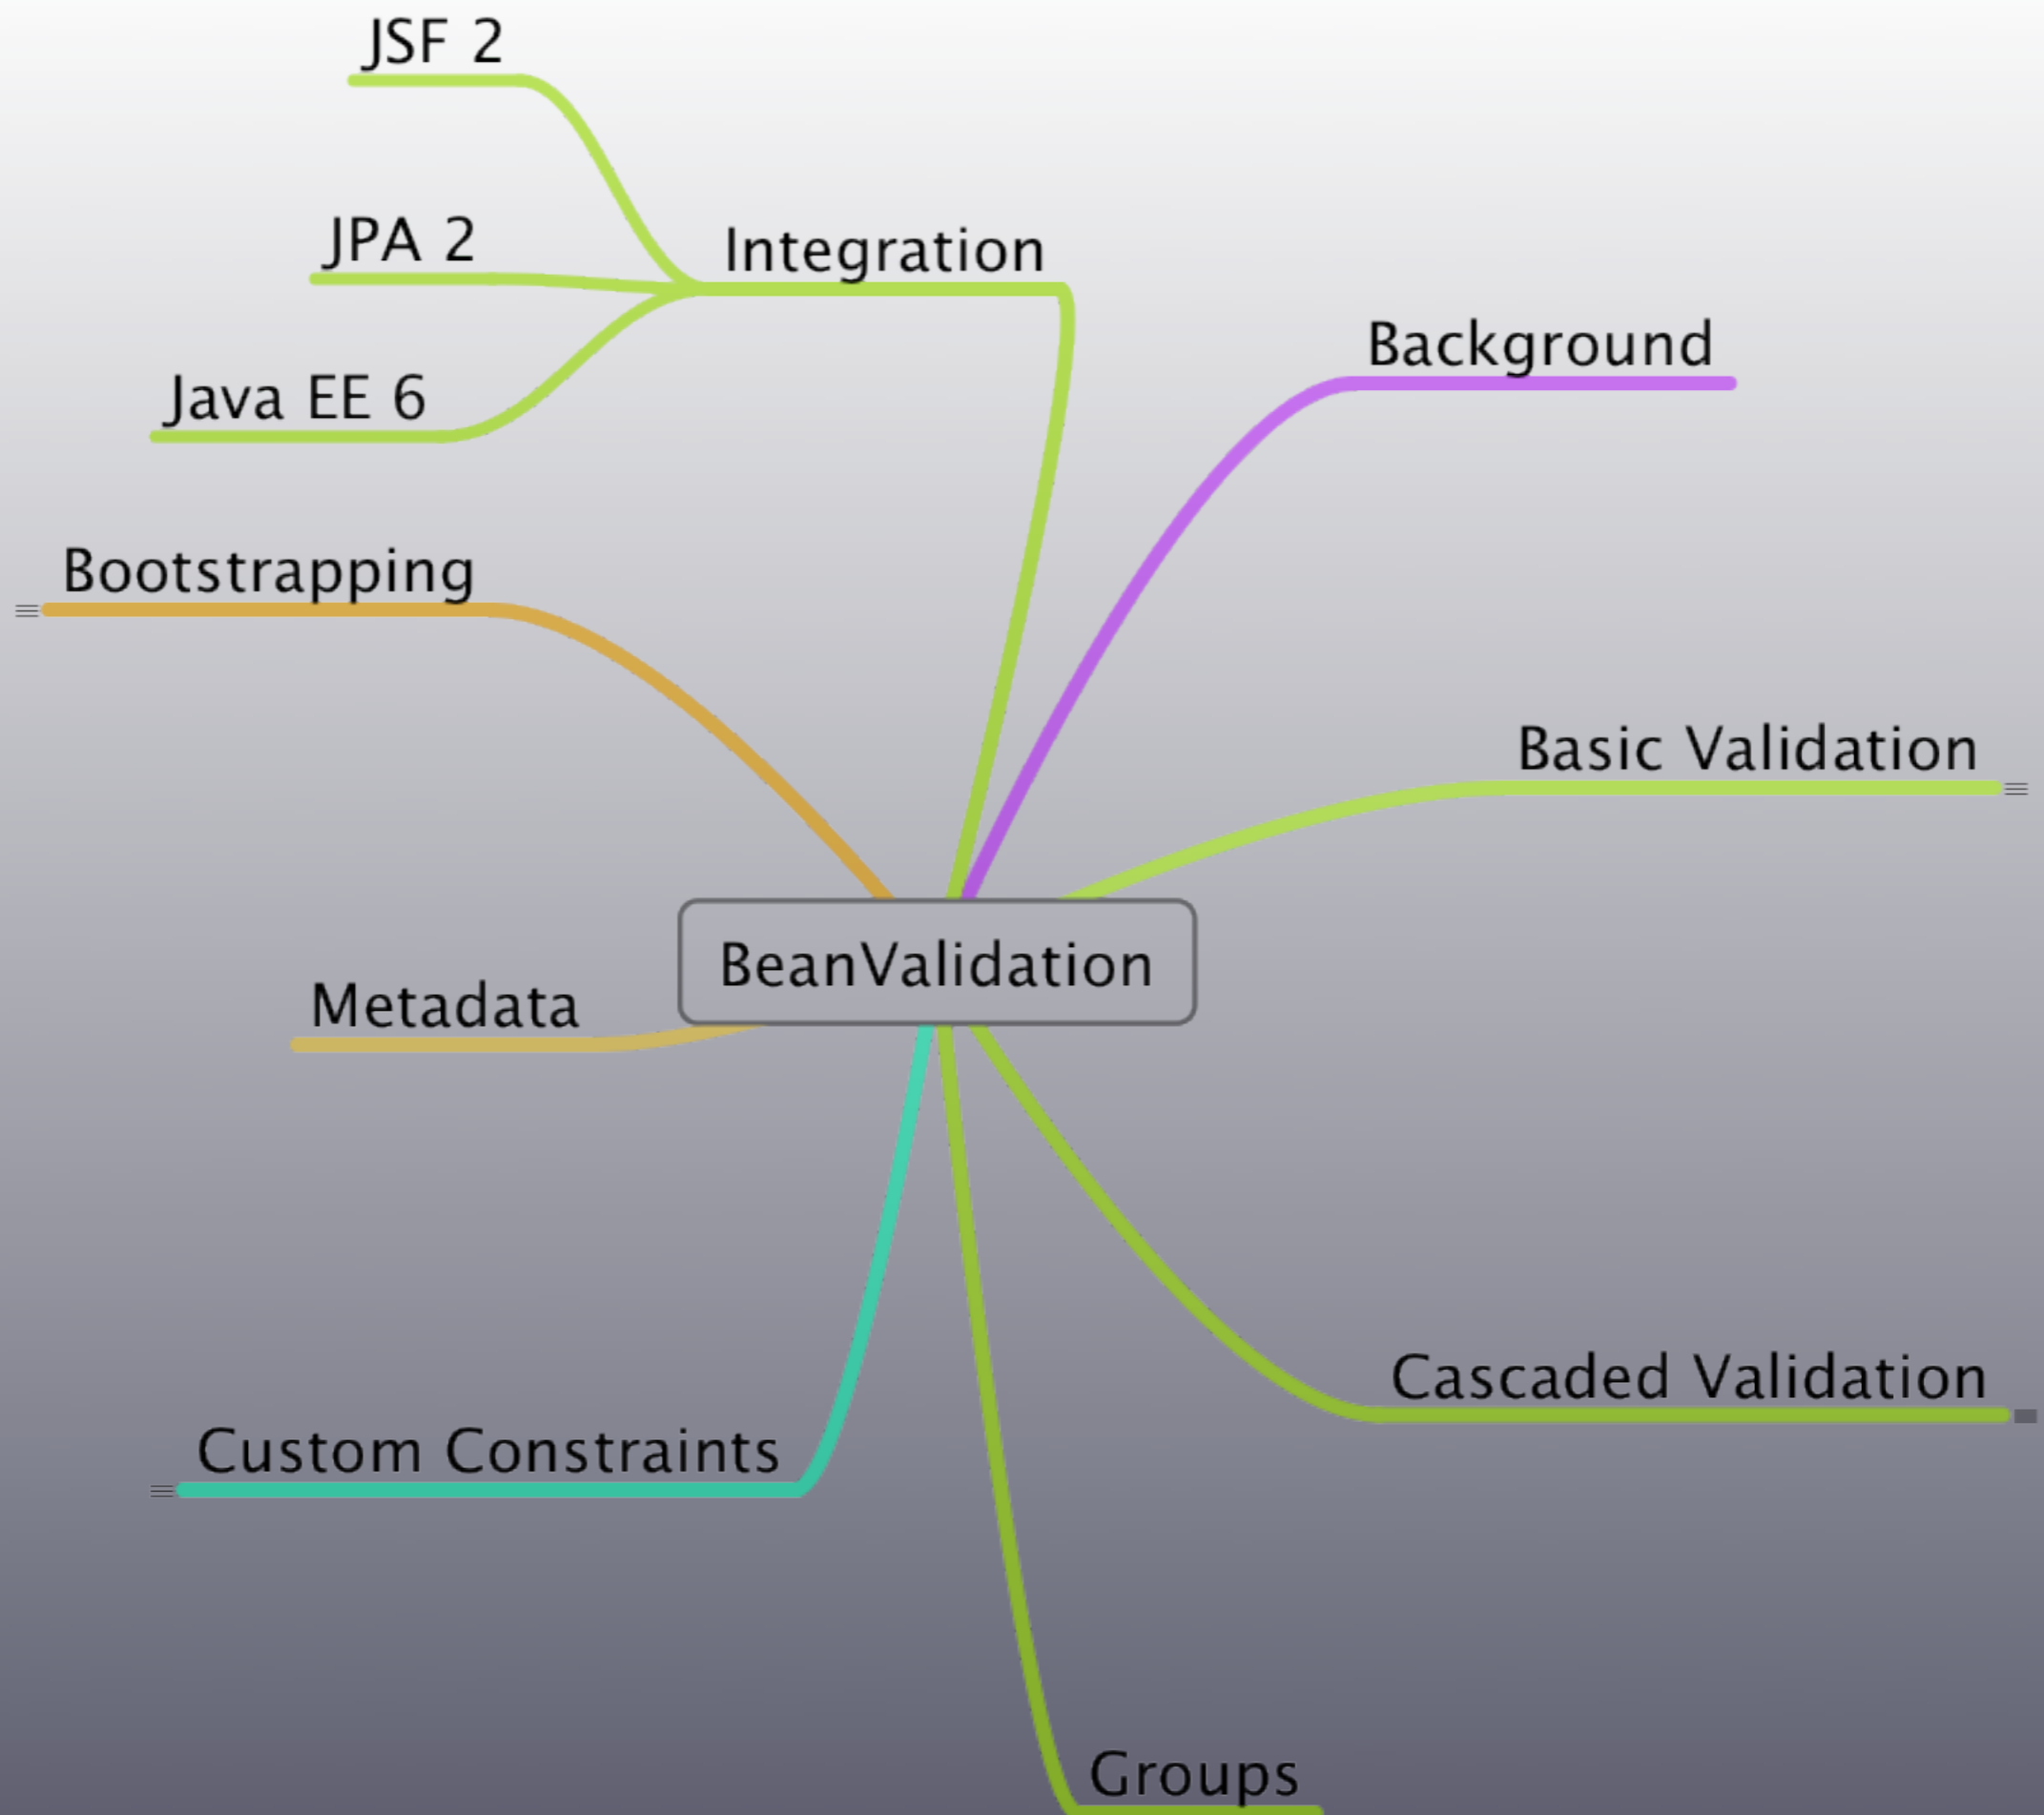 JSF 2
JPA 2
Integration
Java EE 6
Background
Bootstrapping
Basic Validation
BeanValidation
Metadata
Cascaded Validation
Custom Constraints
Groups